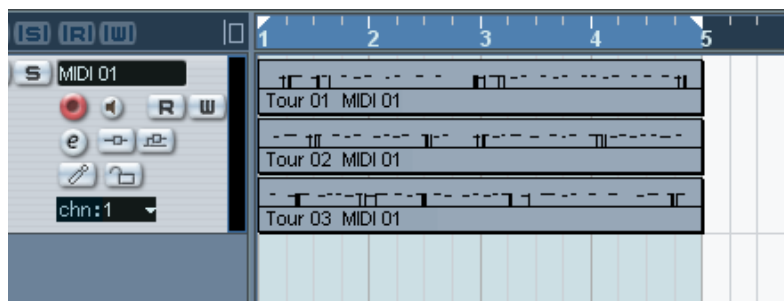 S R W
1 2 3 4 5
S MIDI 01
R W
e
chn:1
Tour 01 MIDI 01
Tour 02 MIDI 01
Tour 03 MIDI 01